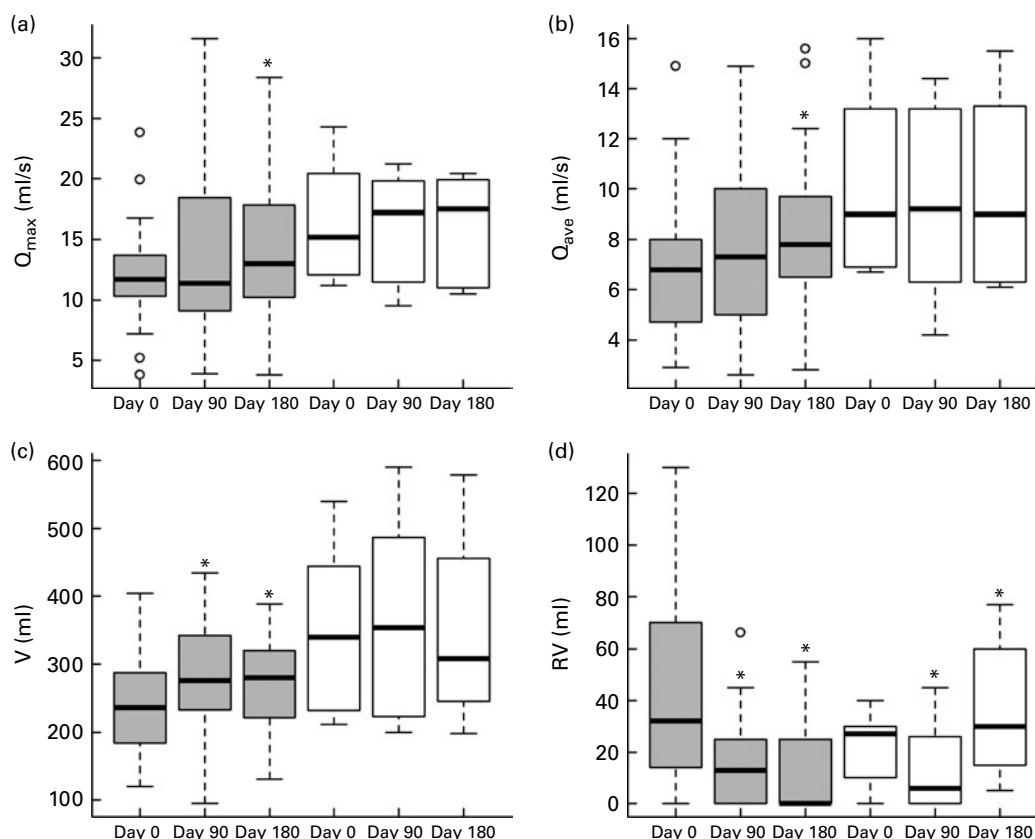 (a)
Qmax (ml/s)
30
25
20
15
10
5
*
Day 0 Day 90 Day 180 Day 0 Day 90 Day 180
(b)
Qave (ml/s)
16
14
12
10
8
6
4
*
Day 0 Day 90 Day 180 Day 0 Day 90 Day 180
(c)
V (ml)
600
500
400
300
200
100
* *
Day 0 Day 90 Day 180 Day 0 Day 90 Day 180
(d)
RV (ml)
120
100
80
60
40
20
0
* * * *
Day 0 Day 90 Day 180 Day 0 Day 90 Day 180